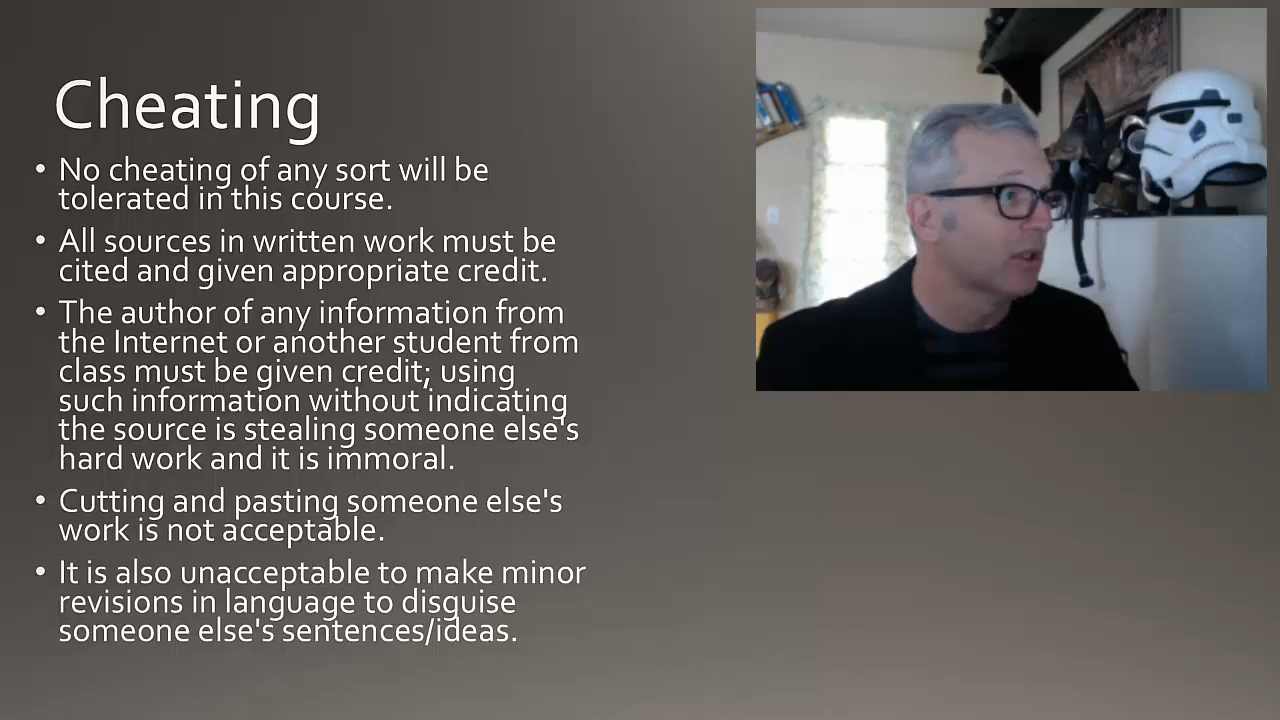 Cheating
• No cheating of any sort will be
tolerated in this course.
• All sources in written work must be
cited and given appropriate credit.
• The author of any information from
the Internet or another student from
class must be given credit; using
such information without indicating
the source is stealing someone else's
hard work and it is immoral.
• Cutting and pasting someone else's
work is not acceptable.
• It is also unacceptable to make minor
revisions in language to disguise
someone else's sentences/ideas.